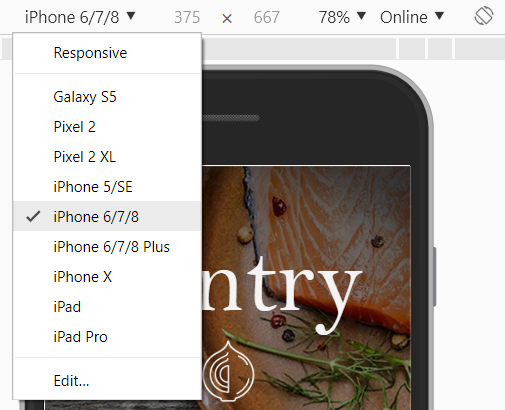 iPhone 6/7/8 ▼ 375 × 667 78% ▼ Online ▼
Responsive
Galaxy S5
Pixel 2
Pixel 2 XL
iPhone 5/SE
iPhone 6/7/8
iPhone 6/7/8 Plus
iPhone X
iPad
iPad Pro
Edit...
ntry